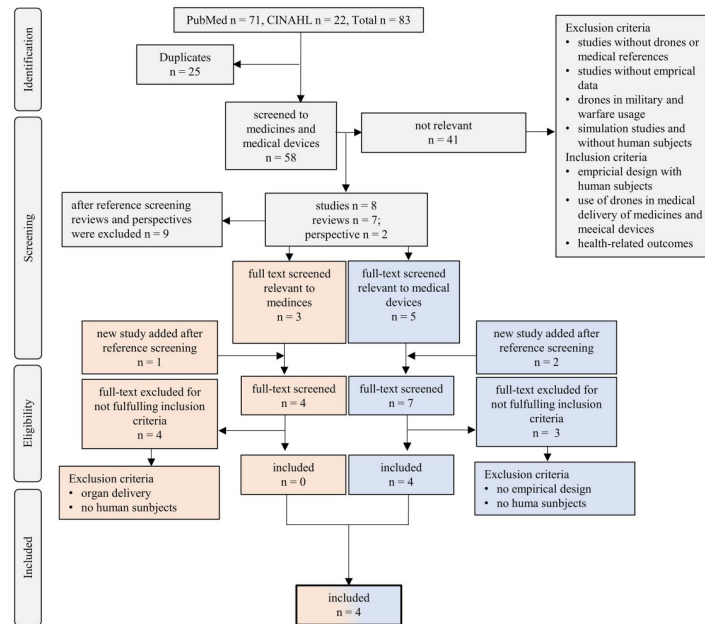 PubMed n = 71, CINAHL n = 22, Total n = 83
Identification
Duplicates
n = 25
Exclusion criteria
• studies without drones or
medical references
• studies without emprical
data
• drones in military and
warfare usage
• simulation studies and
without human subjects
Inclusion criteria
• empricial design with
human subjects
• use of drones in medical
delivery of medicines and
meeical devices
• health-related outcomes
screened to
medicines and
medical devices
n = 58
not relevant
n = 41
Screening
after reference screening
reviews and perspectives
were excluded n = 9
studies n = 8
reviews n = 7;
perspective n = 2
full text screened
relevant to
medinces
n = 3
full-text screened
relevant to medical
devices
n = 5
new study added after
reference screening
n = 1
new study added after
reference screening
n = 2
Eligibility
full-text screened
n = 4
full-text screened
n = 7
full-text excluded for
not fulfulling inclusion
criteria
n = 4
full-text excluded for
not fulfulling inclusion
criteria
n = 3
included
n = 0
included
n = 4
Exclusion criteria
• organ delivery
• no human sunbjects
Exclusion criteria
• no empirical design
• no huma sunbjects
Included
included
n = 4